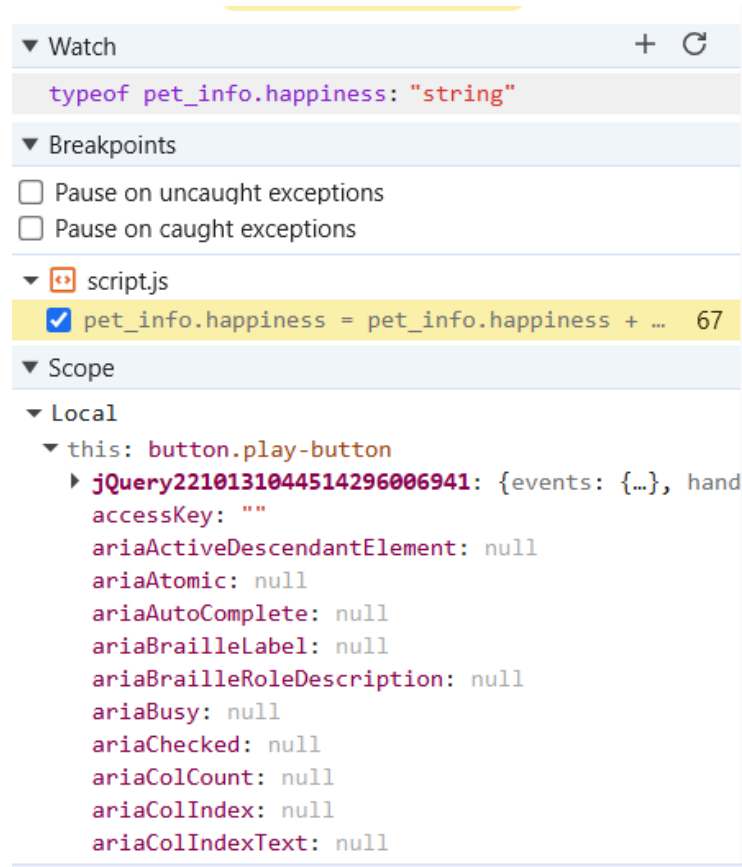 Watch
typeof pet_info.happiness: "string"
Breakpoints
Pause on uncaught exceptions
Pause on caught exceptions
script.js
pet_info.happiness = pet_info.happiness + … 67
Scope
Local
this: button.play-button
jQuery2210131044514296006941: {events: {…}, hand
accessKey: ""
ariaActiveDescendantElement: null
ariaAtomic: null
ariaAutoComplete: null
ariaBrailleLabel: null
ariaBrailleRoleDescription: null
ariaBusy: null
ariaChecked: null
ariaColCount: null
ariaColIndex: null
ariaColIndexText: null